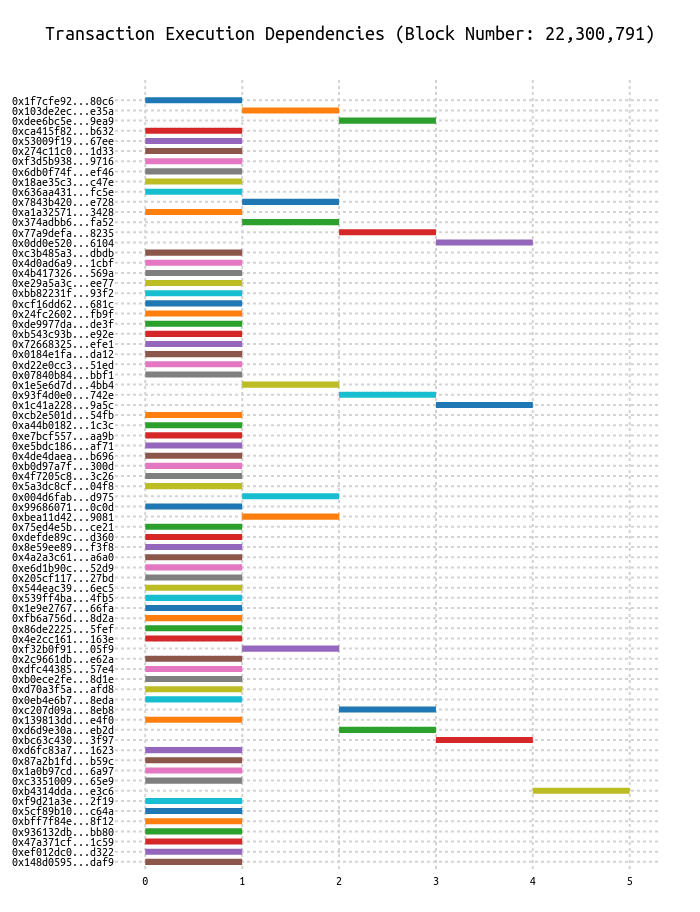 Transaction Execution Dependencies (Block Number: 22,300,791)
0x1f7cfe92...80c6
0x103de2ec...e35a
0xdee6bc5e...9ea9
0xca415f82...b632
0x53009f19...67ee
0x274c11c0...1d33
0xf3d5b938...9716
0x6db0f74f...ef46
0x18ae35c3...c47e
0x636aa431...fc5e
0x7843b420...e728
0xa1a32571...3428
0x374adbb6...fa52
0x77a9defa...8235
0x0dd0e520...6104
0xc3b485a3...dbdb
0x4d0ad6a9...1cbf
0x4b417326...569a
0xe29a5a3c...ee77
0xbb82231f...93f2
0xcf16dd62...681c
0x24fc2602...fb9f
0xde9977da...de3f
0xb543c93b...e92e
0x72668325...efe1
0x0184e1fa...da12
0xd22e0cc3...51ed
0x07840b84...bbf1
0x1e5e6d7d...4bb4
0x93f4d0e0...742e
0x1c41a228...9a5c
0xcb2e501d...54fb
0xa44b0182...1c3c
0xe7bcf557...aa9b
0xe5bdc186...af71
0x4de4daea...b696
0xb0d97a7f...300d
0x4f7205c8...3c26
0x5a3dc8cf...04f8
0x004d6fab...d975
0x99686071...0c0d
0xbea11d42...9081
0x75ed4e5b...ce21
0xdefde89c...d360
0x8e59ee89...f3f8
0x4a2a3c61...a6a0
0xe6d1b90c...52d9
0x205cf117...27bd
0x544eac39...6ec5
0x539ff4ba...4fb5
0x1e9e2767...66fa
0xfb6a756d...8d2a
0x86de2225...5fef
0x4e2cc161...163e
0xf32b0f91...05f9
0x2c9661db...e62a
0xdfc44385...57e4
0xb0ece2fe...8d1e
0xd70a3f5a...afd8
0x0eb4e6b7...8eda
0xc207d09a...8eb8
0x139813dd...e4f0
0xd6d9e30a...eb2d
0xbc63c430...3f97
0xd6fc83a7...1623
0x87a2b1fd...b59c
0x1a0b97cd...6a97
0xc3351009...65e9
0xb4314dda...e3c6
0xf9d21a3e...2f19
0x5cf89b10...c64a
0xbff7f84e...8f12
0x936132db...bb80
0x47a371cf...1c59
0xef012dc0...d322
0x148d0595...daf9
0 1 2 3 4 5